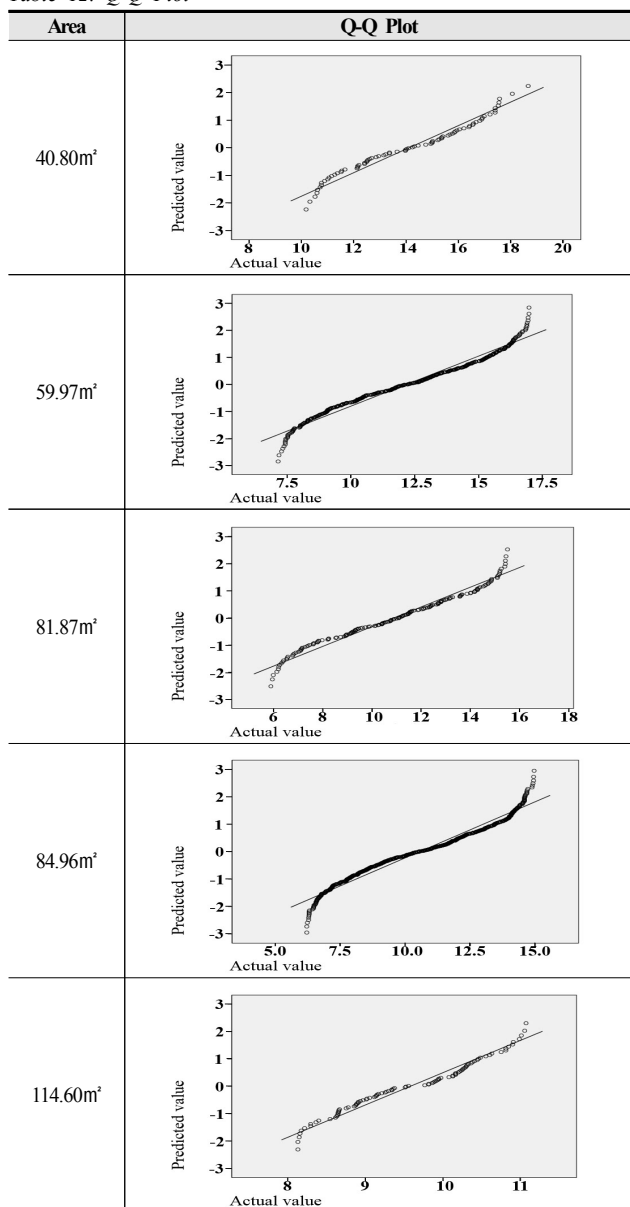 Table 12. Q-Q Plot
Area Q-Q Plot
40.80m²
Predicted value
3
2
1
0
-1
-2
-3
8 10 12 14 16 18 20
Actual value
59.97m²
Predicted value
3
2
1
0
-1
-2
-3
7.5 10 12.5 15 17.5
Actual value
81.87m²
Predicted value
3
2
1
0
-1
-2
-3
6 8 10 12 14 16 18
Actual value
84.96m²
Predicted value
3
2
1
0
-1
-2
-3
5.0 7.5 10.0 12.5 15.0
Actual value
114.60m²
Predicted value
3
2
1
0
-1
-2
-3
8 9 10 11
Actual value